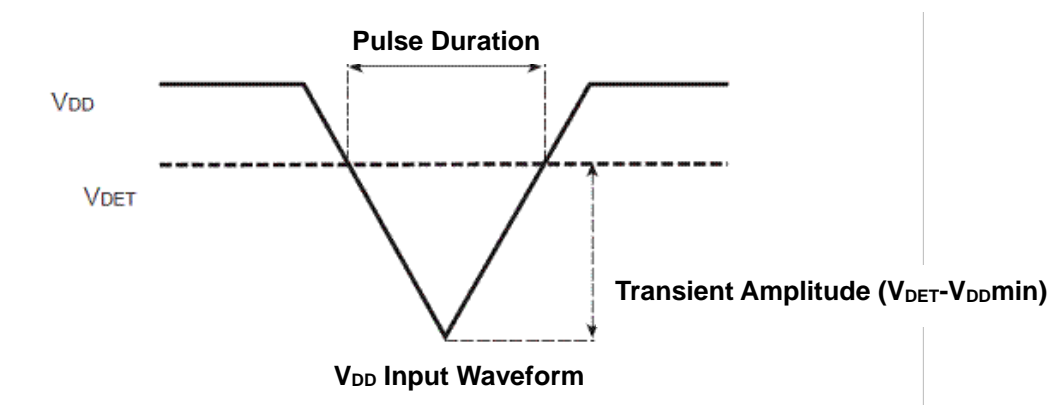 Pulse Duration
VDD
VDET
Transient Amplitude (VDET-VDDmin)
VDD Input Waveform